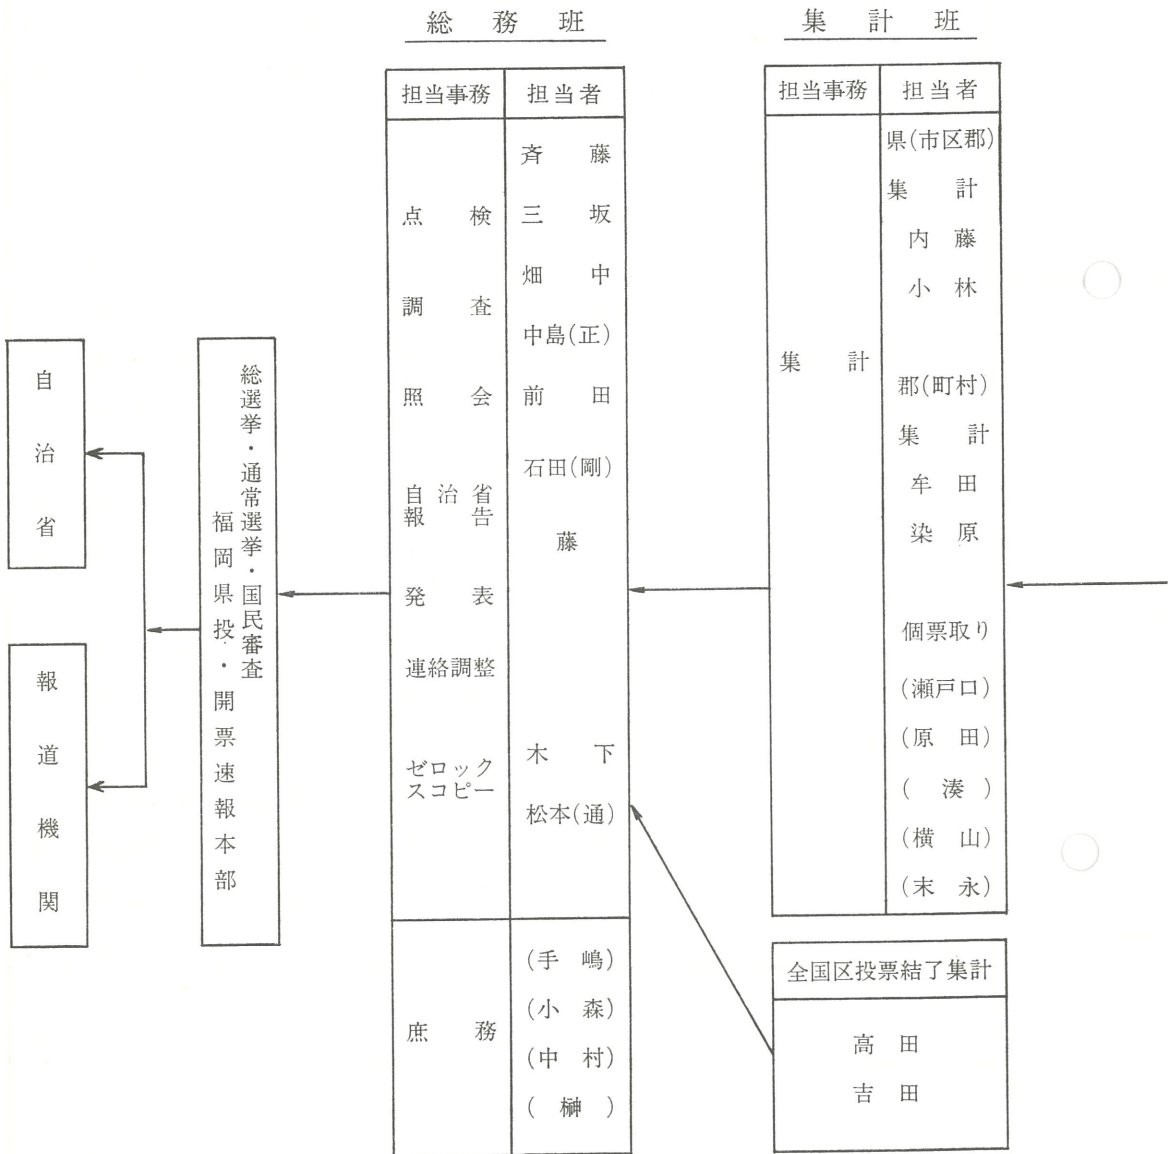 総務班
担当事務
担当者
点検
調査
照会
自治省
報告
発表
連絡調整
ゼロック
スコピー
斉藤
三坂
畑中
中島(正)
前田
石田(剛)
藤
木下
松本(通)
庶務
(手嶋)
(小森)
(中村)
(榊)
集計班
担当事務
担当者
集計
県(市区郡)
集計
内藤
小林
郡(町村)
集計
牟田
染原
個票取り
(瀬戸口)
(原田)
(湊)
(横山)
(末永)
全国区投票結了集計
高田
吉田
総選挙・通常選挙・国民審査
福岡県投・開票速報本部
自治省
報道機関